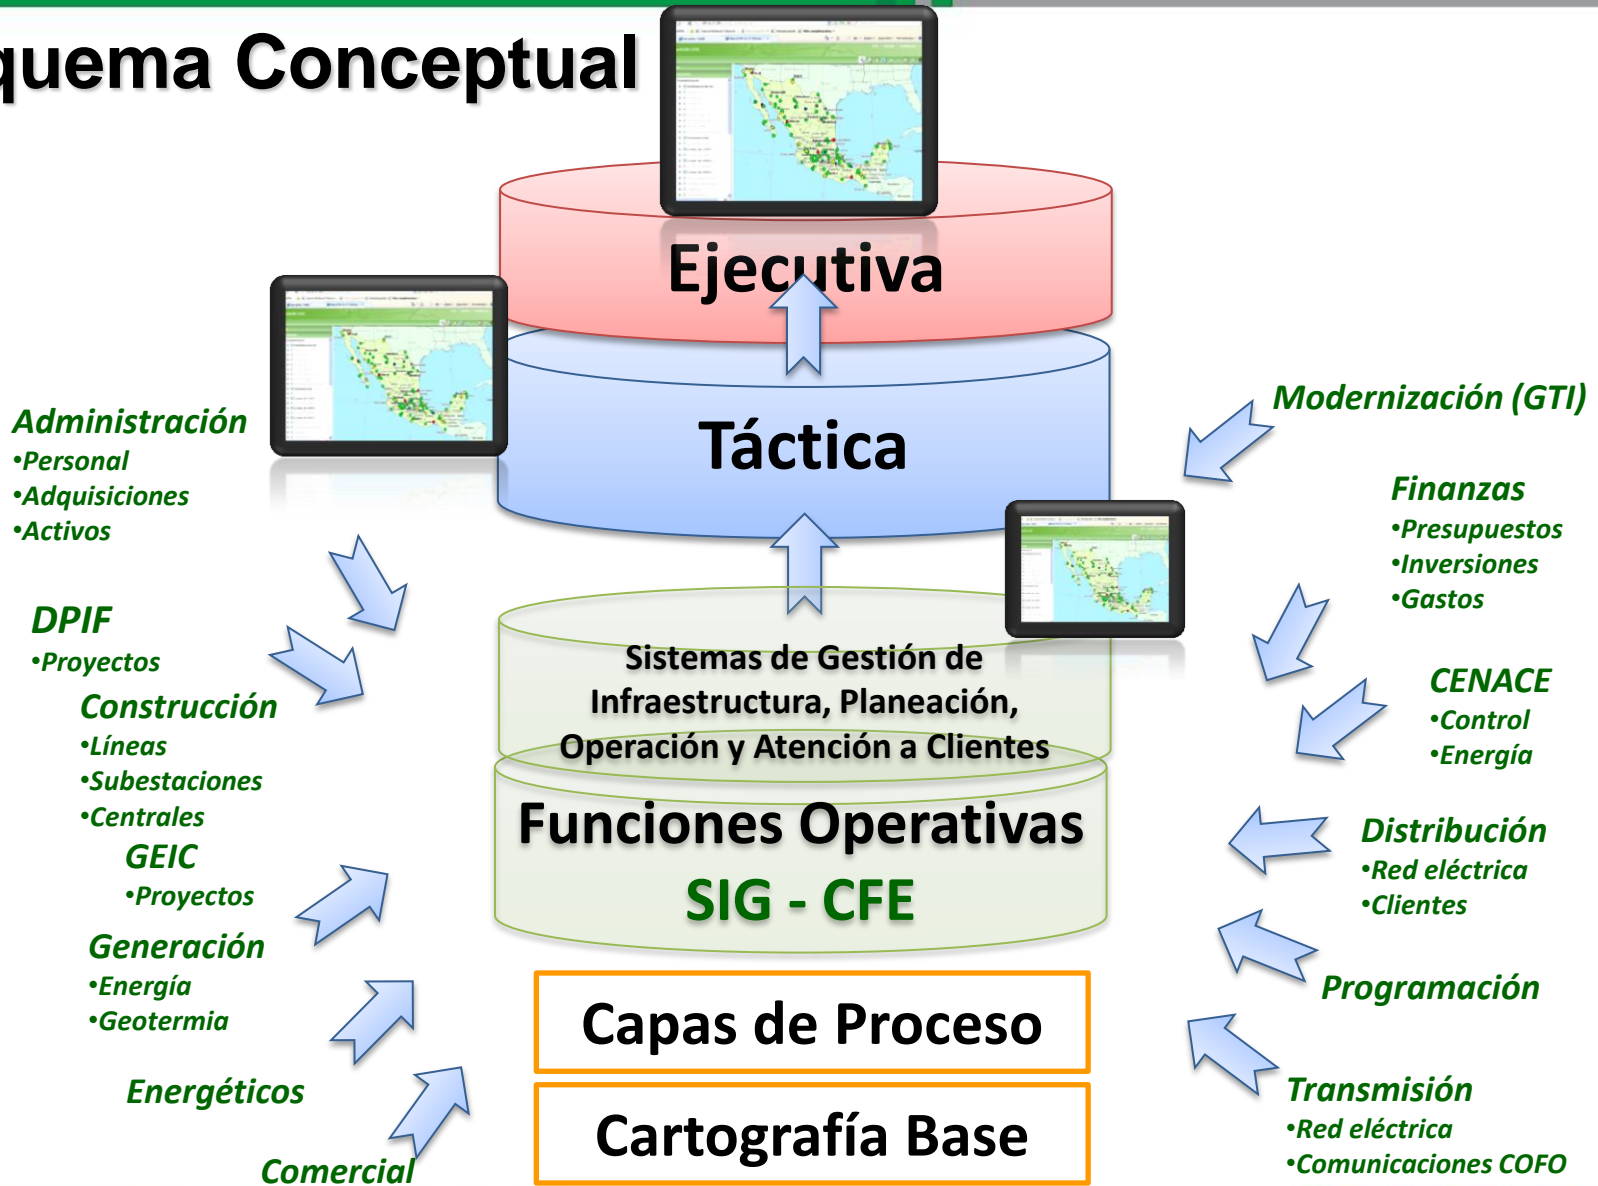 quema Conceptual
Ejecutiva
Táctica
Sistemas de Gestión de
Infraestructura, Planeación,
Operación y Atención a Clientes
Funciones Operativas
SIG - CFE
Capas de Proceso
Cartografía Base
Administración
•Personal
•Adquisiciones
•Activos
DPIF
•Proyectos
Construcción
•Líneas
•Subestaciones
•Centrales
GEIC
•Proyectos
Generación
•Energía
•Geotermia
Energéticos
Comercial
Modernización (GTI)
Finanzas
•Presupuestos
•Inversiones
•Gastos
CENACE
•Control
•Energía
Distribución
•Red eléctrica
•Clientes
Programación
Transmisión
•Red eléctrica
•Comunicaciones COFO